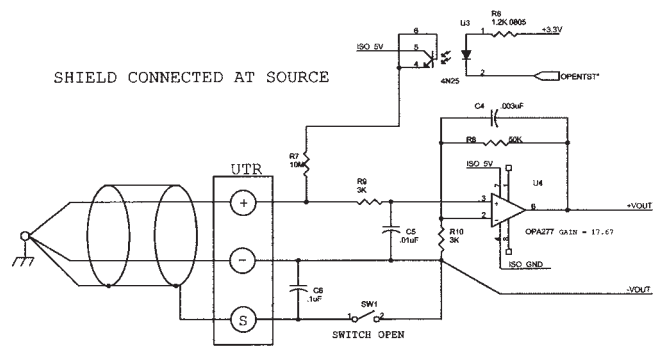 U3
R6
1.2K 0805
+3.3V
6
1
ISO 5V
5
4
4N25
2
OPENTST*
SHIELD CONNECTED AT SOURCE
C4
.003uF
R8
50K
R7
10M
UTR
ISO 5V
U4
R9
3K
7
1
+
3
6
+VOUT
2
OPA277 GAIN = 17.67
C5
.01uF
R10
3K
4
8
-
ISO GND
C6
.1uF
-VOUT
SW1
S
1
2
SWITCH OPEN